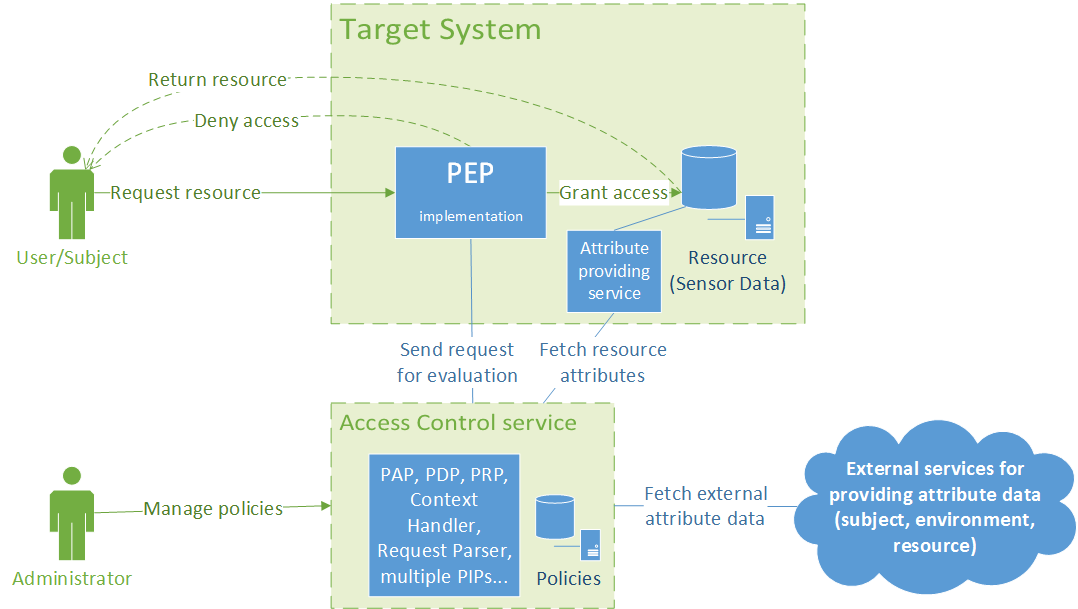 Target System
Return resource
Deny access
PEP
implementation
Request resource
Grant access
User/Subject
Attribute
providing
service
Resource
(Sensor Data)
Send request
for evaluation
Fetch resource
attributes
Access Control service
PAP, PDP, PRP,
Context
Handler,
Request Parser,
multiple PIPs...
Policies
Manage policies
Administrator
Fetch external
attribute data
External services for
providing attribute data
(subject, environment,
resource)